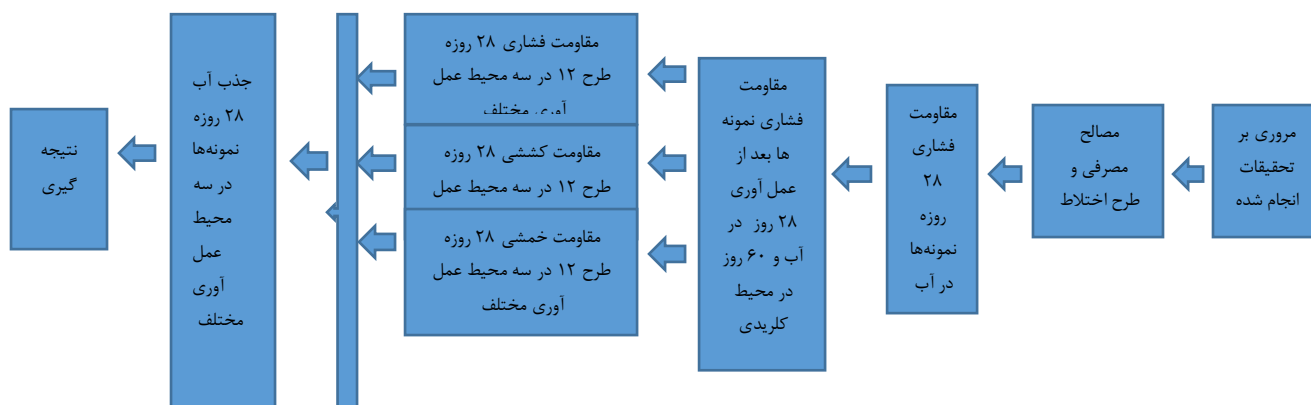 مروری بر
تحقیقات
انجام شده
مصالح
مصرفی و
طرح اختلاط
مقاومت
فشاری
۲۸
روزه
نمونه‌ها
در آب
مقاومت
فشاری نمونه
ها بعد از
عمل آوری
۲۸ روز در
آب و ۶۰ روز
در محیط
کلریدی
مقاومت فشاری ۲۸ روزه
طرح ۱۲ در سه محیط عمل
آوری مختلف
مقاومت کششی ۲۸ روزه
طرح ۱۲ در سه محیط عمل
مقاومت خمشی ۲۸ روزه
طرح ۱۲ در سه محیط عمل
آوری مختلف
جذب آب
۲۸ روزه
نمونه‌ها
در سه
محیط
عمل
آوری
مختلف
نتیجه
گیری